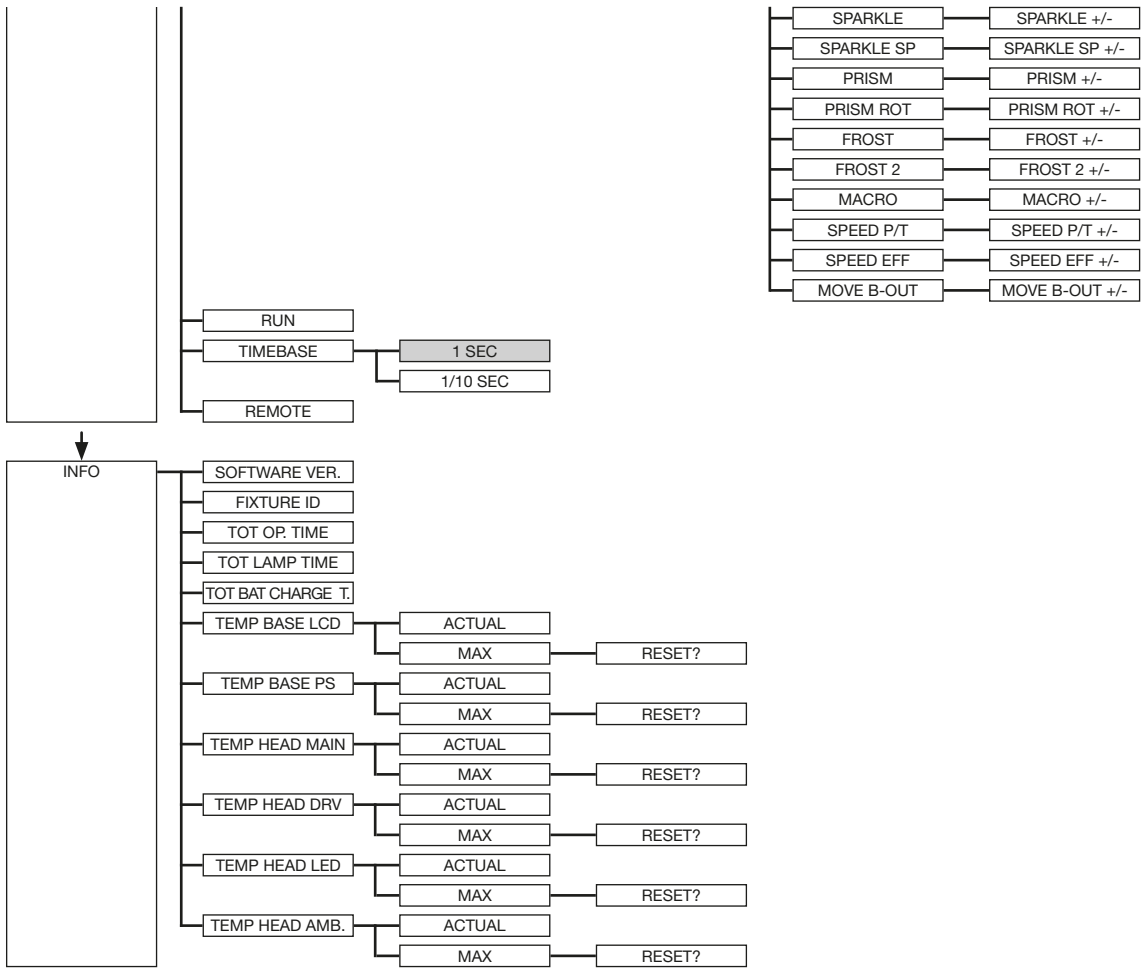 SPARKLE SPARKLE +/-
SPARKLE SP SPARKLE SP +/-
PRISM PRISM +/-
PRISM ROT PRISM ROT +/-
FROST FROST +/-
FROST 2 FROST 2 +/-
MACRO MACRO +/-
SPEED P/T SPEED P/T +/-
SPEED EFF SPEED EFF +/-
MOVE B-OUT MOVE B-OUT +/-
RUN
TIMEBASE 1 SEC
1/10 SEC
REMOTE
INFO SOFTWARE VER.
FIXTURE ID
TOT OP. TIME
TOT LAMP TIME
TOT BAT CHARGE T.
TEMP BASE LCD ACTUAL
MAX RESET?
TEMP BASE PS ACTUAL
MAX RESET?
TEMP HEAD MAIN ACTUAL
MAX RESET?
TEMP HEAD DRV ACTUAL
MAX RESET?
TEMP HEAD LED ACTUAL
MAX RESET?
TEMP HEAD AMB. ACTUAL
MAX RESET?